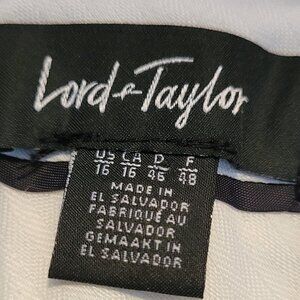 Lord & Taylor
US CA D F
16 16 46 48
MADE IN
EL SALVADOR
FABRIQUÉ AU
SALVADOR
GEMAAKT IN
EL SALVADOR